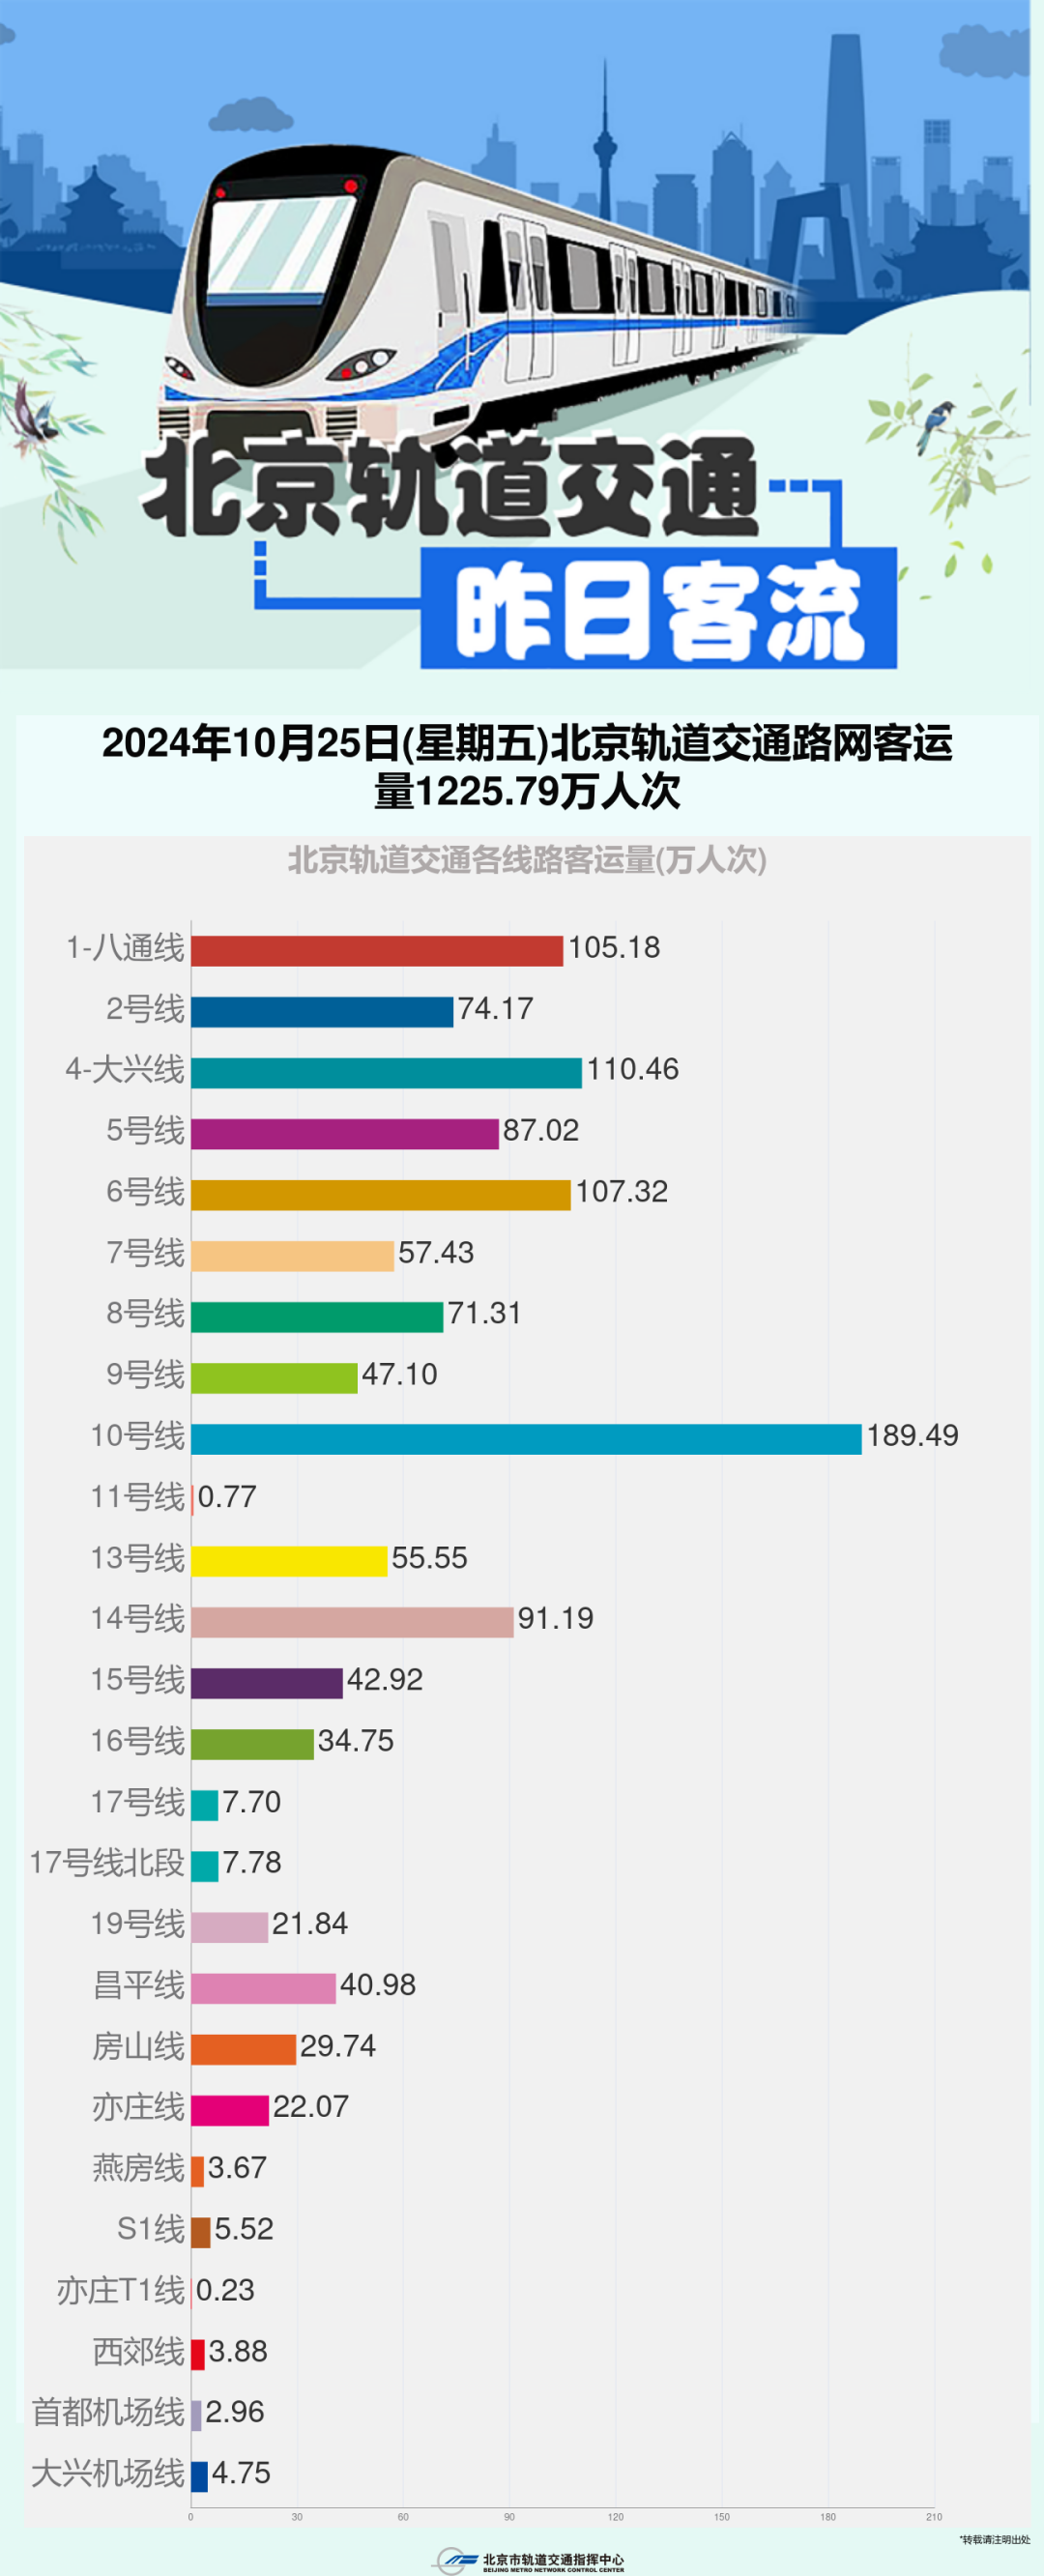 北京轨道交通
昨日客流
2024年10月25日(星期五)北京轨道交通路网客运
量1225.79万人次
北京轨道交通各线路客运量(万人次)
1-八通线 105.18
2号线 74.17
4-大兴线 110.46
5号线 87.02
6号线 107.32
7号线 57.43
8号线 71.31
9号线 47.10
10号线 189.49
11号线 0.77
13号线 55.55
14号线 91.19
15号线 42.92
16号线 34.75
17号线 7.70
17号线北段 7.78
19号线 21.84
昌平线 40.98
房山线 29.74
亦庄线 22.07
燕房线 3.67
S1线 5.52
亦庄T1线 0.23
西郊线 3.88
首都机场线 2.96
大兴机场线 4.75
0 30 60 90 120 150 180 210
*转载请注明出处
北京市轨道交通指挥中心
BEIJING METRO NETWORK CONTROL CENTER